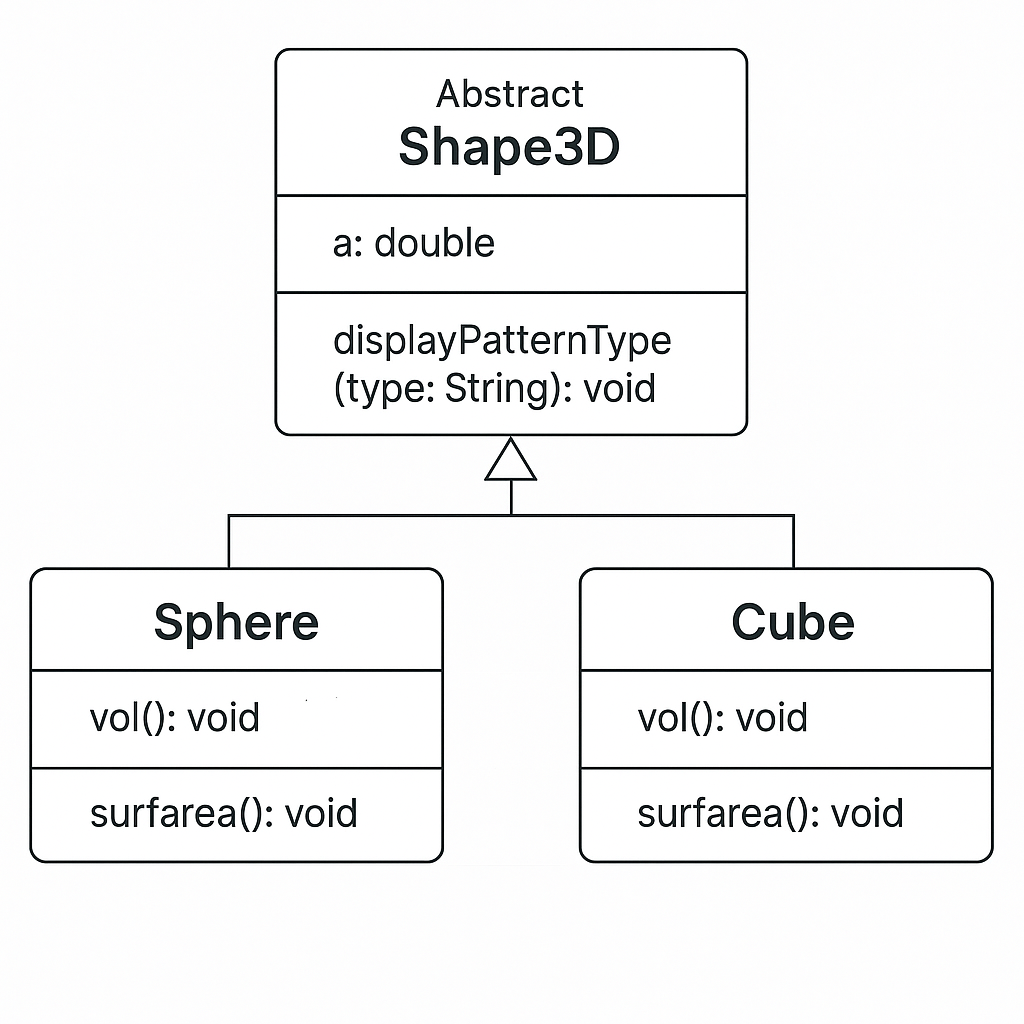 Abstract
Shape3D
a: double
displayPatternType
(type: String): void
Sphere
vol(): void
surfarea(): void
Cube
vol(): void
surfarea(): void